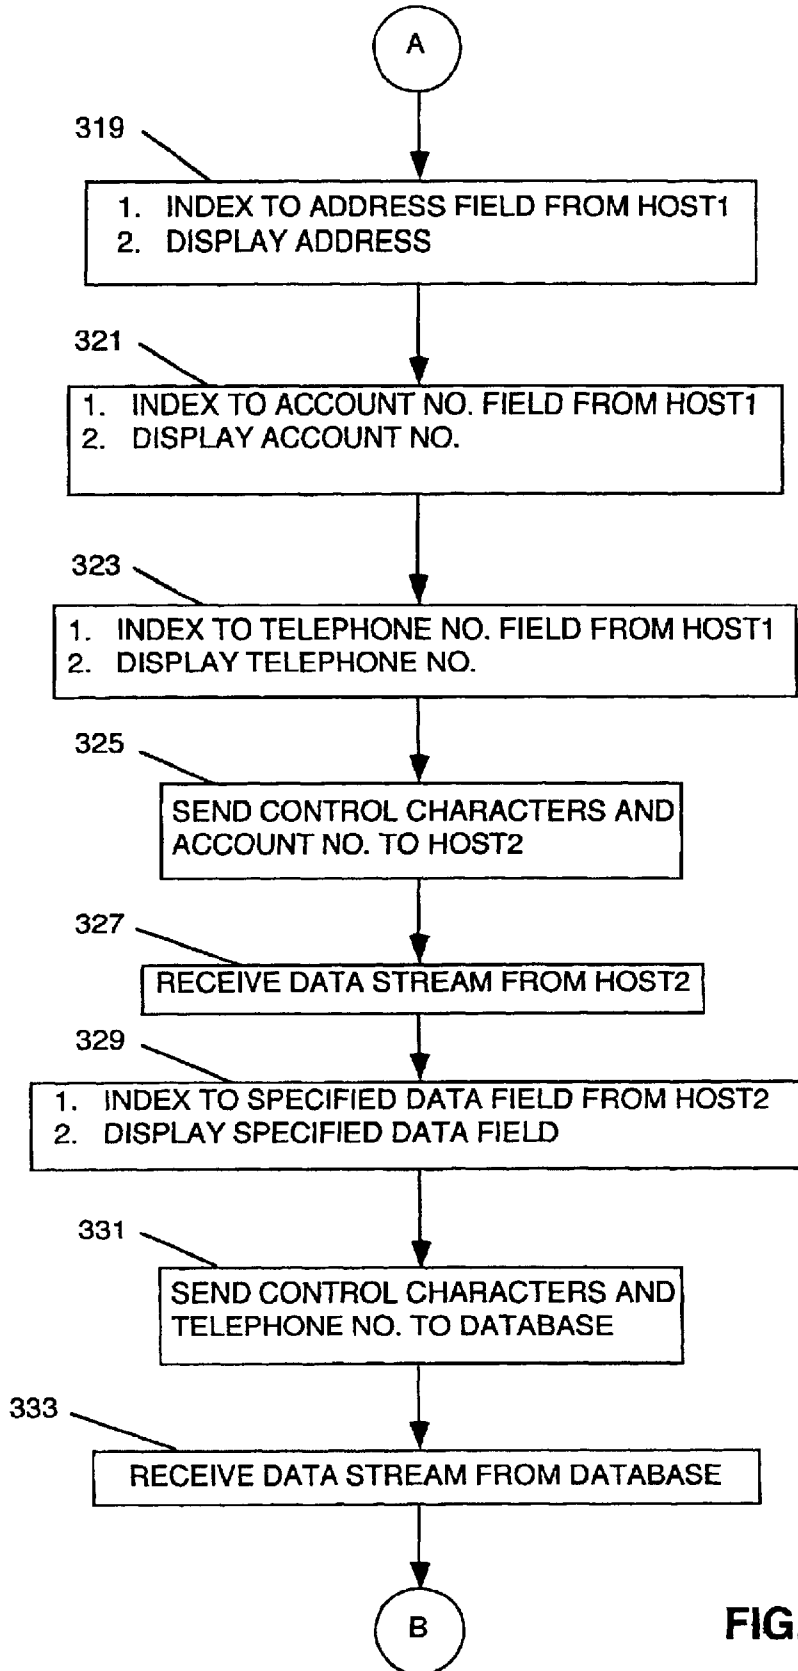 A
319
1. INDEX TO ADDRESS FIELD FROM HOST1
2. DISPLAY ADDRESS
321
1. INDEX TO ACCOUNT NO. FIELD FROM HOST1
2. DISPLAY ACCOUNT NO.
323
1. INDEX TO TELEPHONE NO. FIELD FROM HOST1
2. DISPLAY TELEPHONE NO.
325
SEND CONTROL CHARACTERS AND
ACCOUNT NO. TO HOST2
327
RECEIVE DATA STREAM FROM HOST2
329
1. INDEX TO SPECIFIED DATA FIELD FROM HOST2
2. DISPLAY SPECIFIED DATA FIELD
331
SEND CONTROL CHARACTERS AND
TELEPHONE NO. TO DATABASE
333
RECEIVE DATA STREAM FROM DATABASE
B
FIG.